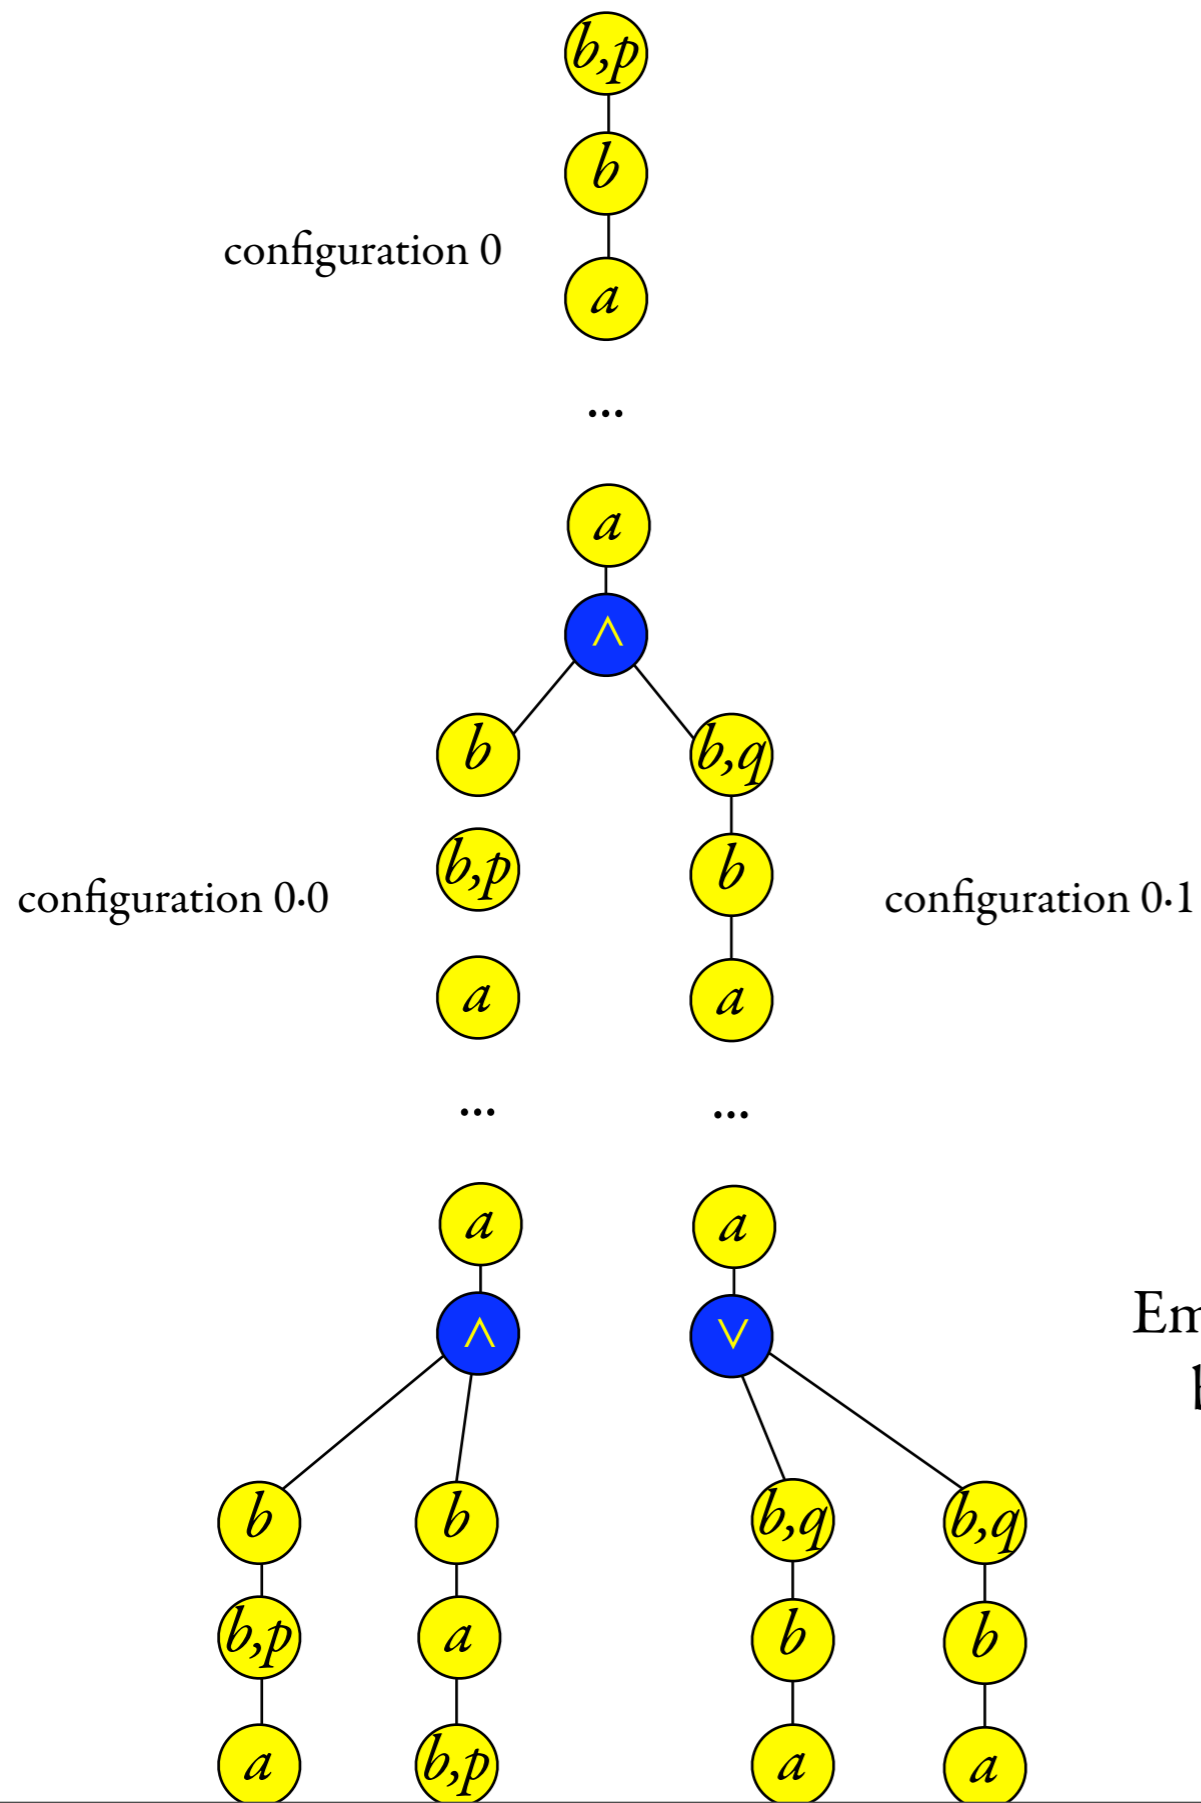 b,p
b
configuration 0
a
...
a
∧
b b,q
b,p b
configuration 0·0 configuration 0·1
a a
... ...
a a
∧ ∨
b b b,q b,q
b,p a b b
a b,p a a